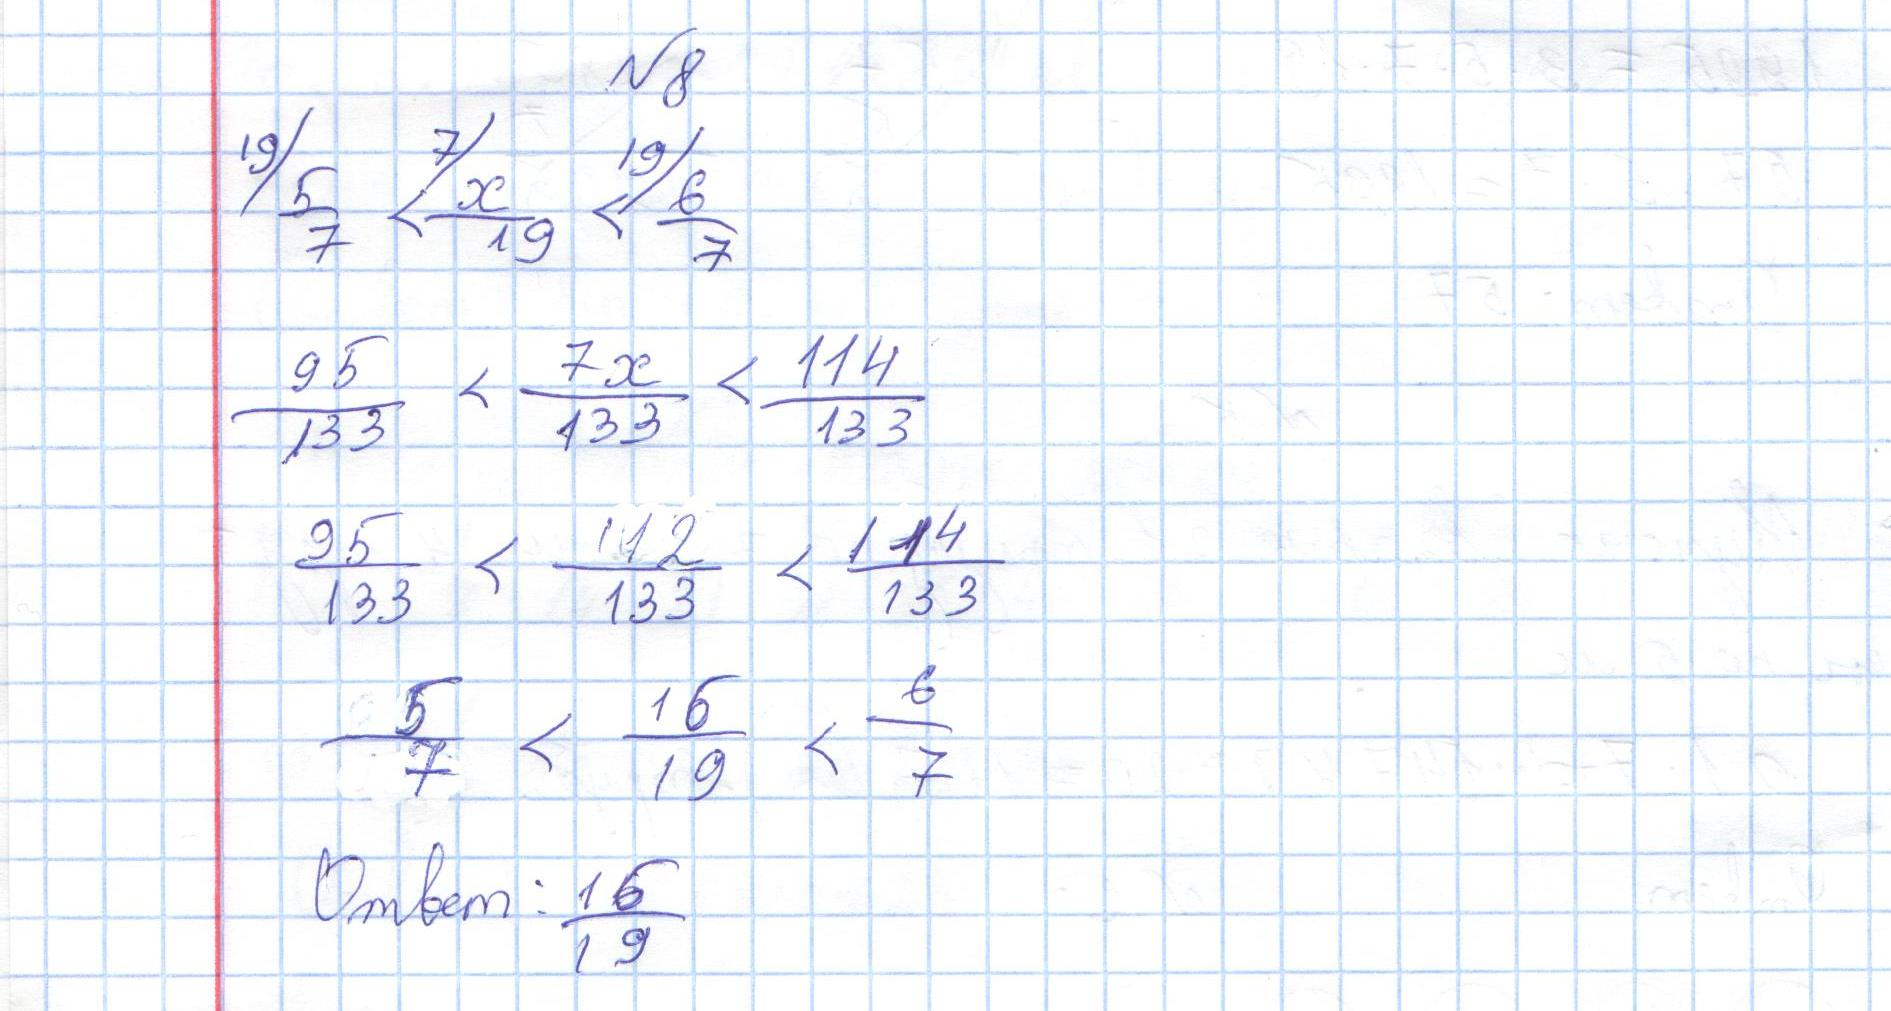 №8
19/ 5/7 < 7/ x/19 < 19/ 6/7
95/133 < 7x/133 < 114/133
95/133 < 112/133 < 114/133
5/7 < 16/19 < 6/7
Ответ: 16/19